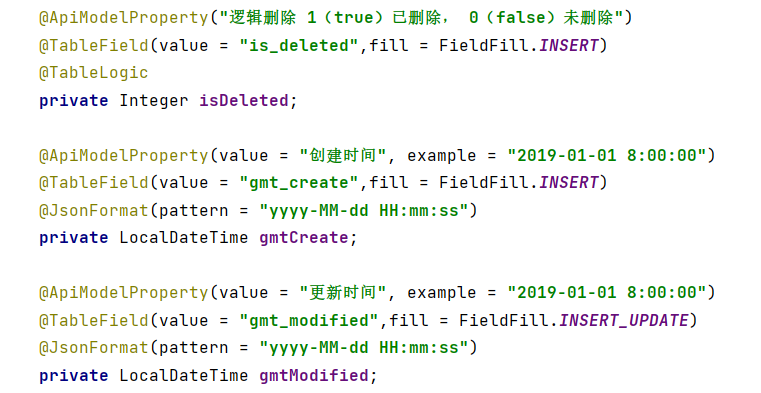 @ApiModelProperty("逻辑删除 1（true）已删除， 0（false）未删除")
@TableField(value = "is_deleted",fill = FieldFill.INSERT)
@TableLogic
private Integer isDeleted;
@ApiModelProperty(value = "创建时间", example = "2019-01-01 8:00:00")
@TableField(value = "gmt_create",fill = FieldFill.INSERT)
@JsonFormat(pattern = "yyyy-MM-dd HH:mm:ss")
private LocalDateTime gmtCreate;
@ApiModelProperty(value = "更新时间", example = "2019-01-01 8:00:00")
@TableField(value = "gmt_modified",fill = FieldFill.INSERT_UPDATE)
@JsonFormat(pattern = "yyyy-MM-dd HH:mm:ss")
private LocalDateTime gmtModified;